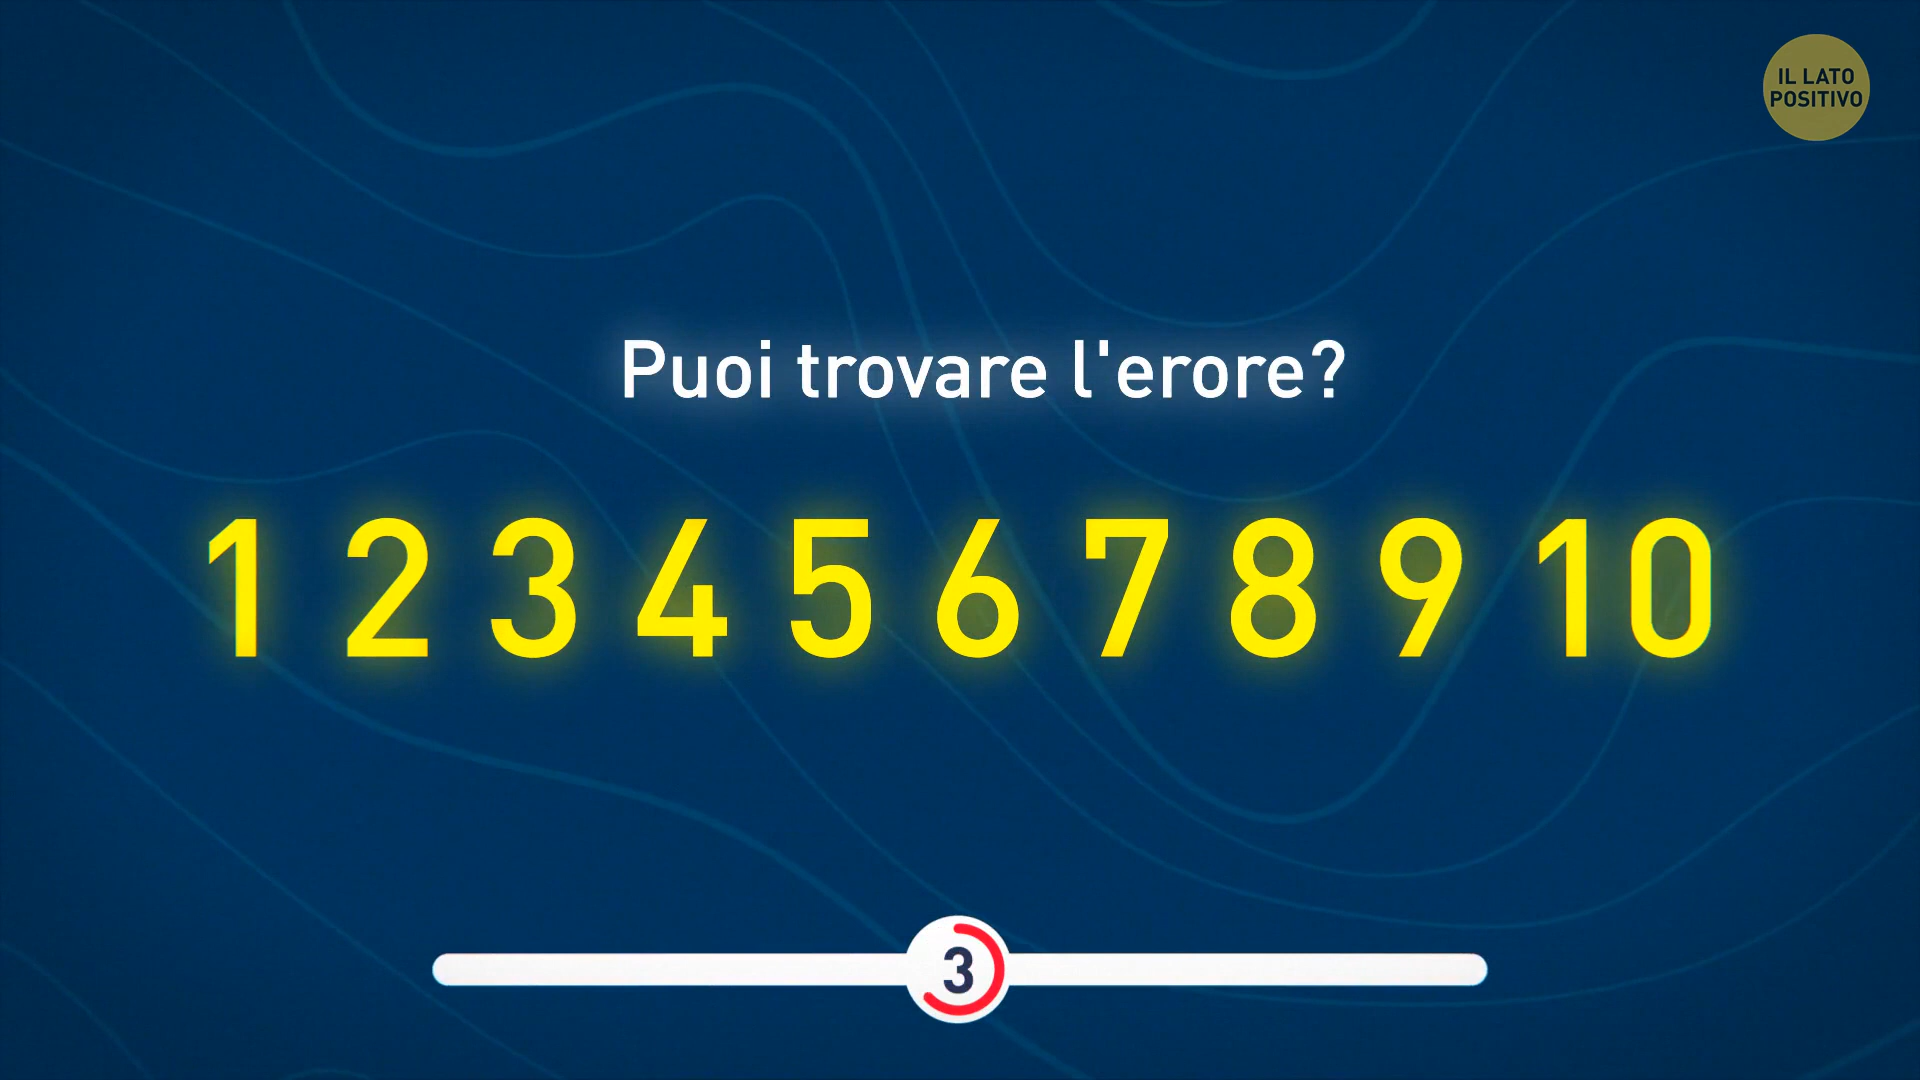 IL LATO
POSITIVO
Puoi trovare l'erore?
1 2 3 4 5 6 7 8 9 10
3